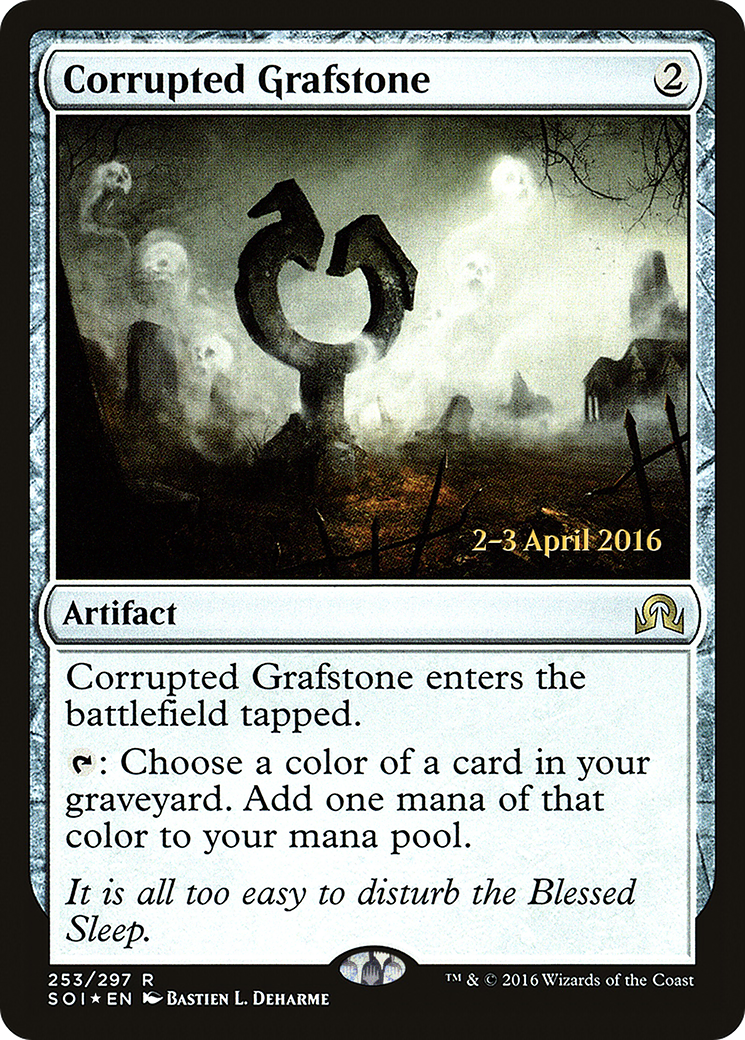 Corrupted Grafstone 2
2–3 April 2016
Artifact
Corrupted Grafstone enters the
battlefield tapped.
: Choose a color of a card in your
graveyard. Add one mana of that
color to your mana pool.
It is all too easy to disturb the Blessed
Sleep.
253/297 R
SOI★EN Bastien L. Deharme
™ & © 2016 Wizards of the Coast